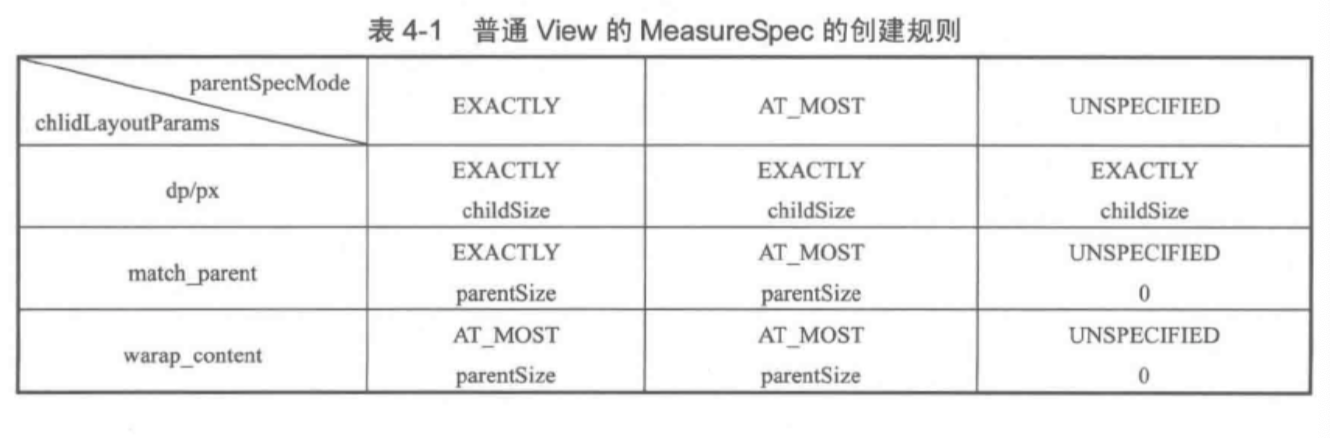 表 4-1 普通 View 的 MeasureSpec 的创建规则
parentSpecMode
chlidLayoutParams
EXACTLY
AT_MOST
UNSPECIFIED
dp/px
EXACTLY
childSize
EXACTLY
childSize
EXACTLY
childSize
match_parent
EXACTLY
parentSize
AT_MOST
parentSize
UNSPECIFIED
0
warap_content
AT_MOST
parentSize
AT_MOST
parentSize
UNSPECIFIED
0